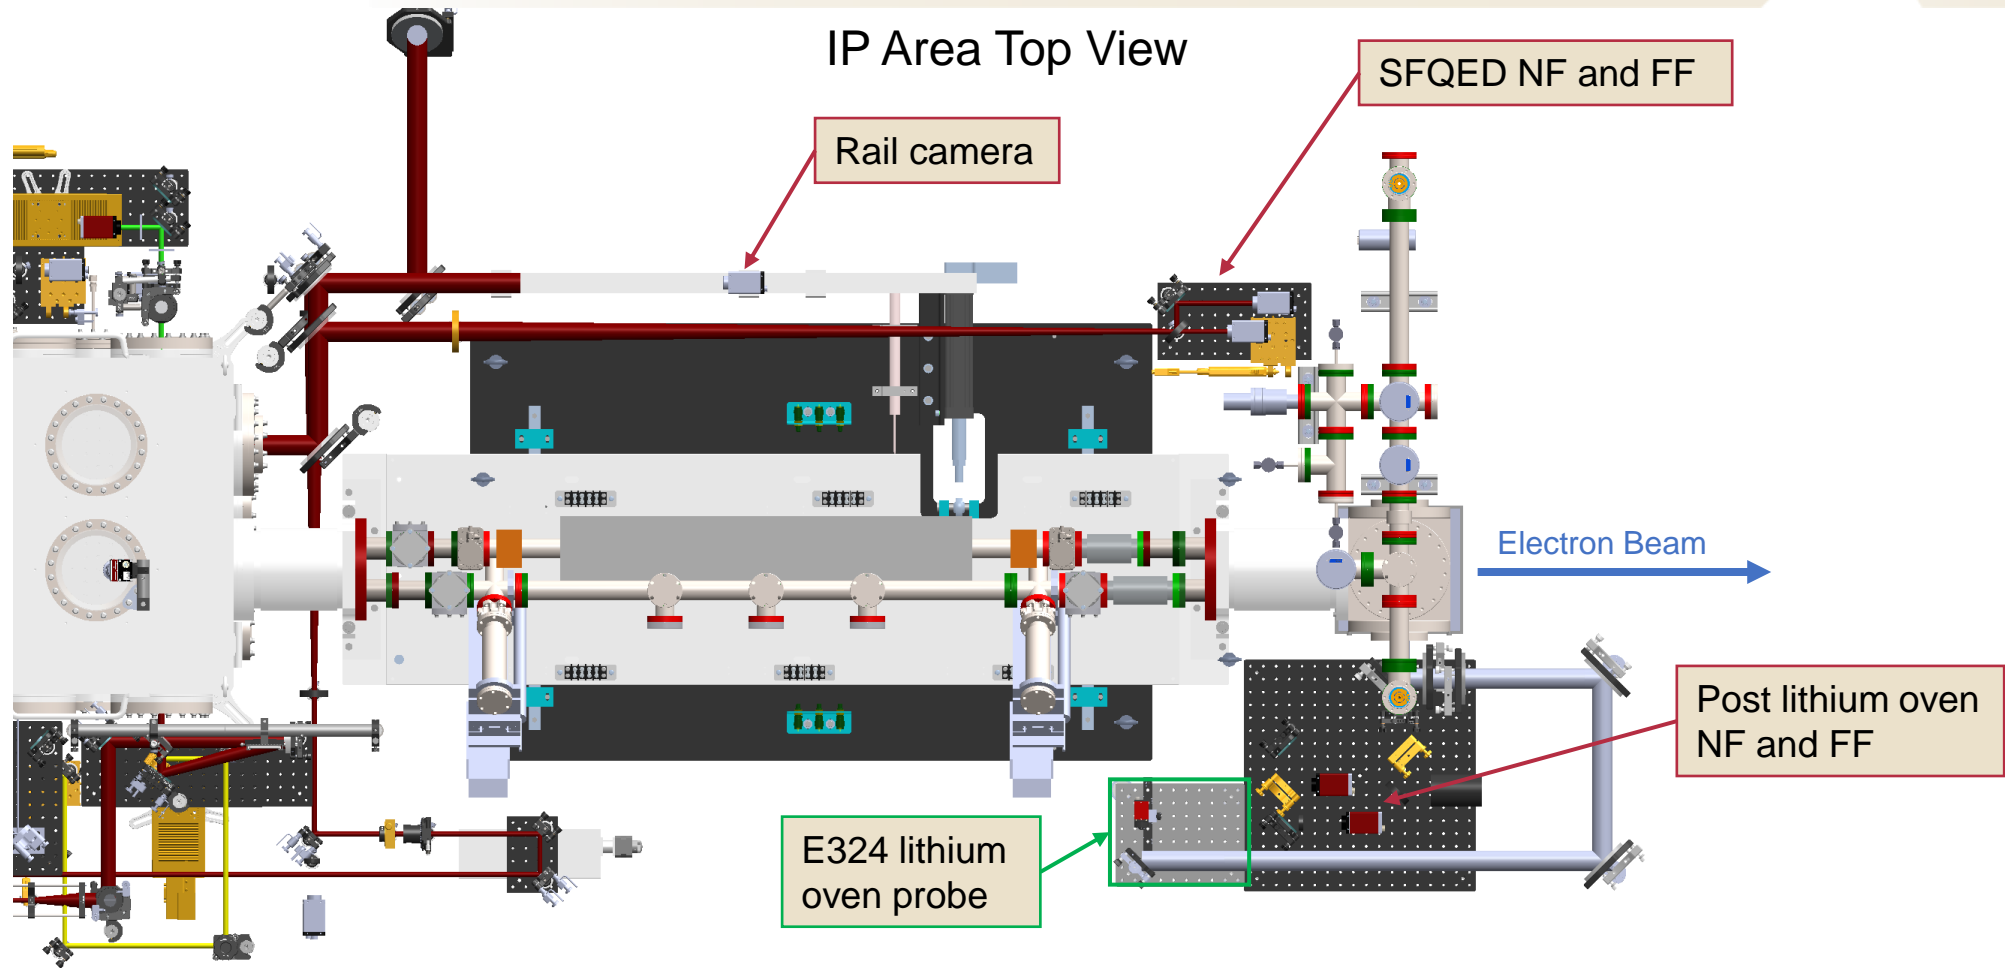 IP Area Top View
SFQED NF and FF
Rail camera
Electron Beam
Post lithium oven
NF and FF
E324 lithium
oven probe